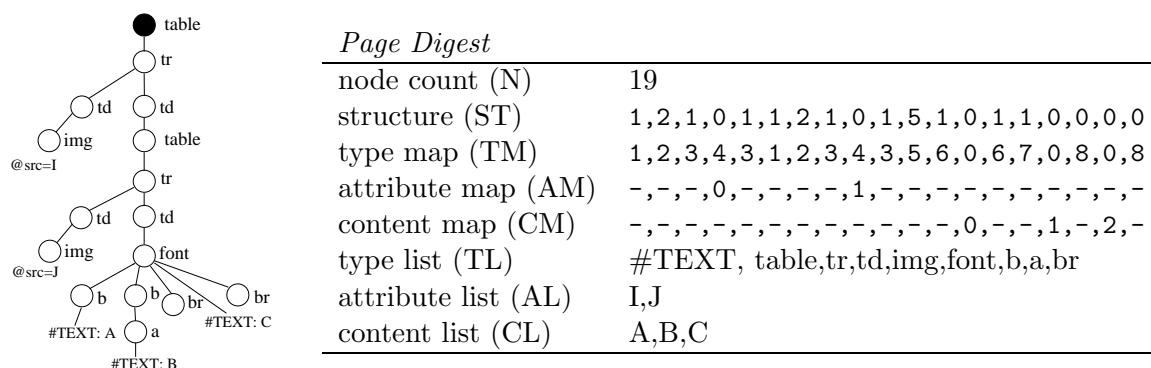 table
tr
td
td
img
@src=I
table
tr
td
td
img
@src=J
font
b
b
br
br
#TEXT: A
a
#TEXT: C
#TEXT: B
Page Digest
node count (N) 19
structure (ST) 1,2,1,0,1,1,2,1,0,1,5,1,0,1,1,0,0,0,0
type map (TM) 1,2,3,4,3,1,2,3,4,3,5,6,0,6,7,0,8,0,8
attribute map (AM) -,-,-,0,-,-,-,-,1,-,-,-,-,-,-,-,-,-,-
content map (CM) -,-,-,-,-,-,-,-,-,-,-,-,0,-,-,1,-,2,-
type list (TL) #TEXT, table,tr,td,img,font,b,a,br
attribute list (AL) I,J
content list (CL) A,B,C